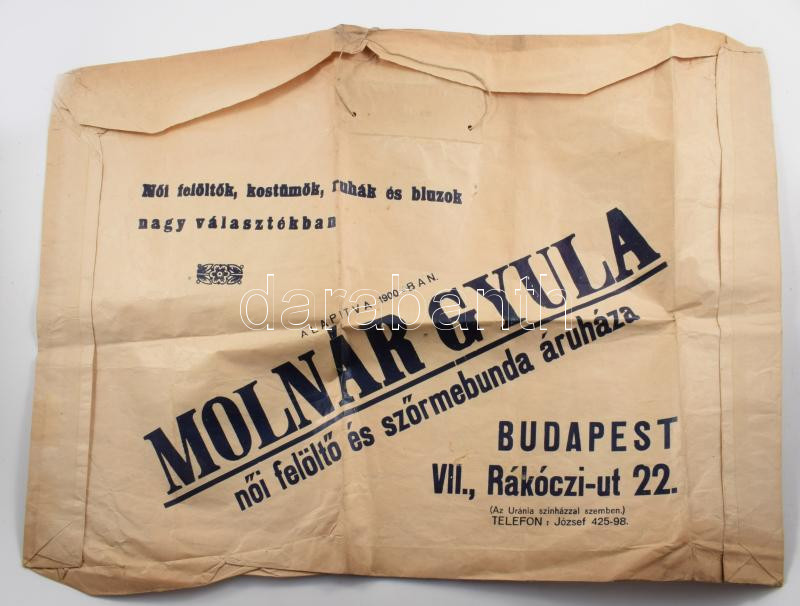 Női felöltők, kostümök, ruhák és bluzok
nagy választékban
ALAPITVA 1900-BAN.
MOLNÁR GYULA
női felöltő és szőrmebunda áruháza
BUDAPEST
VII., Rákóczi-ut 22.
(Az Uránia szinházzal szemben.)
TELEFON: József 425-98.
darabanth